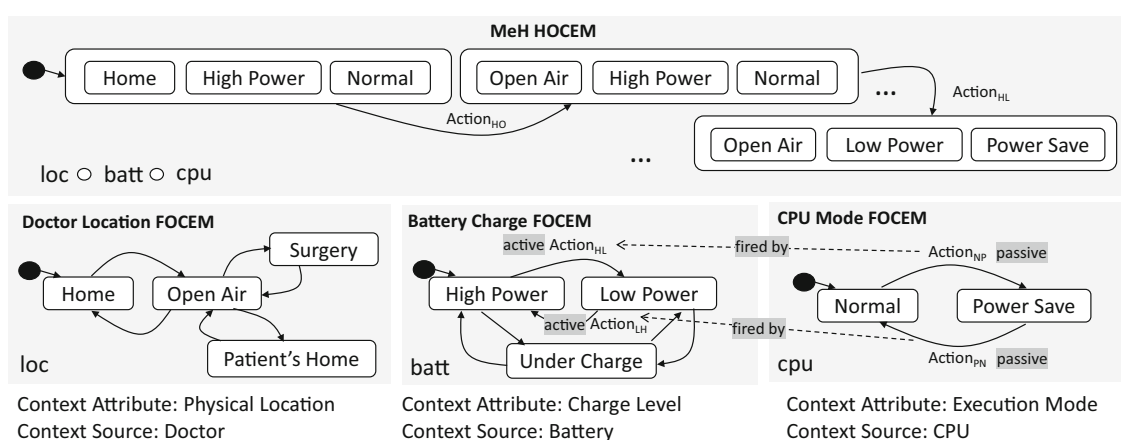 MeH HOCEM
Home High Power Normal Open Air High Power Normal
... Action_HL
Action_HO
Open Air Low Power Power Save
...
loc ○ batt ○ cpu
Doctor Location FOCEM
Surgery
Home Open Air
Patient's Home
loc
Battery Charge FOCEM
active Action_HL
High Power Low Power
active Action_LH
Under Charge
batt
fired by
fired by
CPU Mode FOCEM
Action_NP passive
Normal Power Save
Action_PN passive
cpu
Context Attribute: Physical Location
Context Source: Doctor
Context Attribute: Charge Level
Context Source: Battery
Context Attribute: Execution Mode
Context Source: CPU